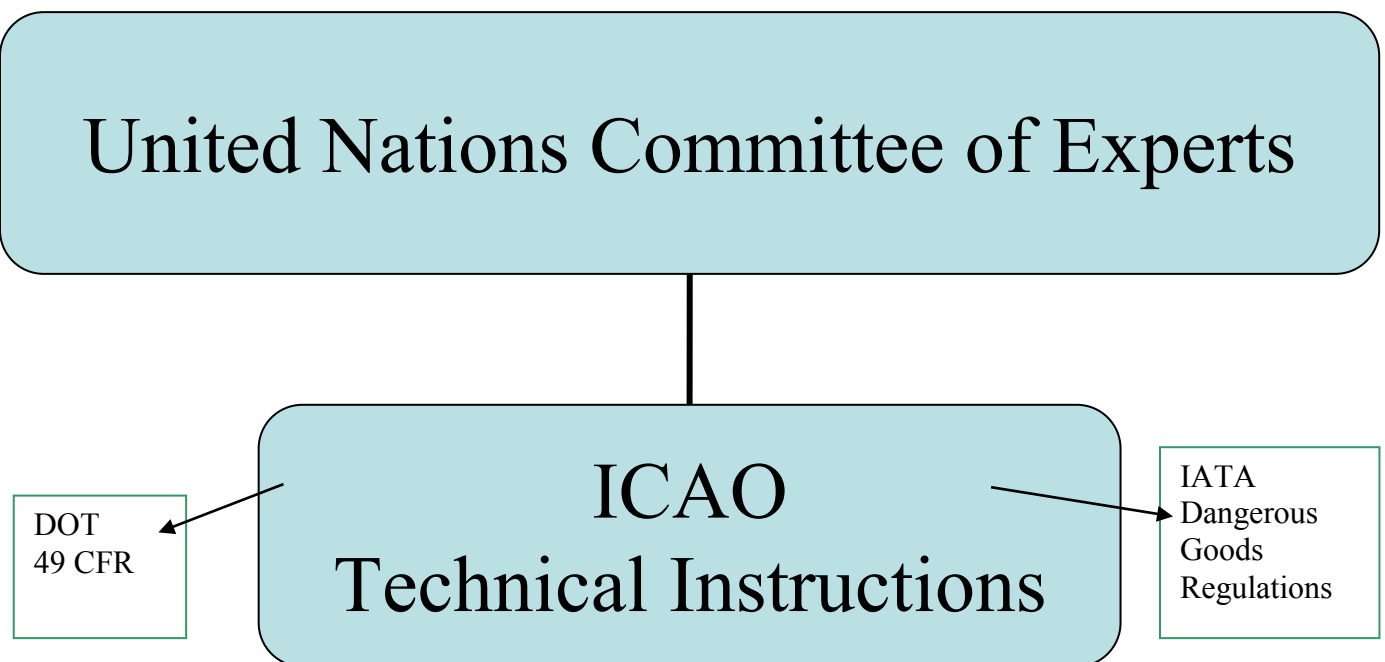 United Nations Committee of Experts
ICAO
Technical Instructions
DOT
49 CFR
IATA
Dangerous
Goods
Regulations